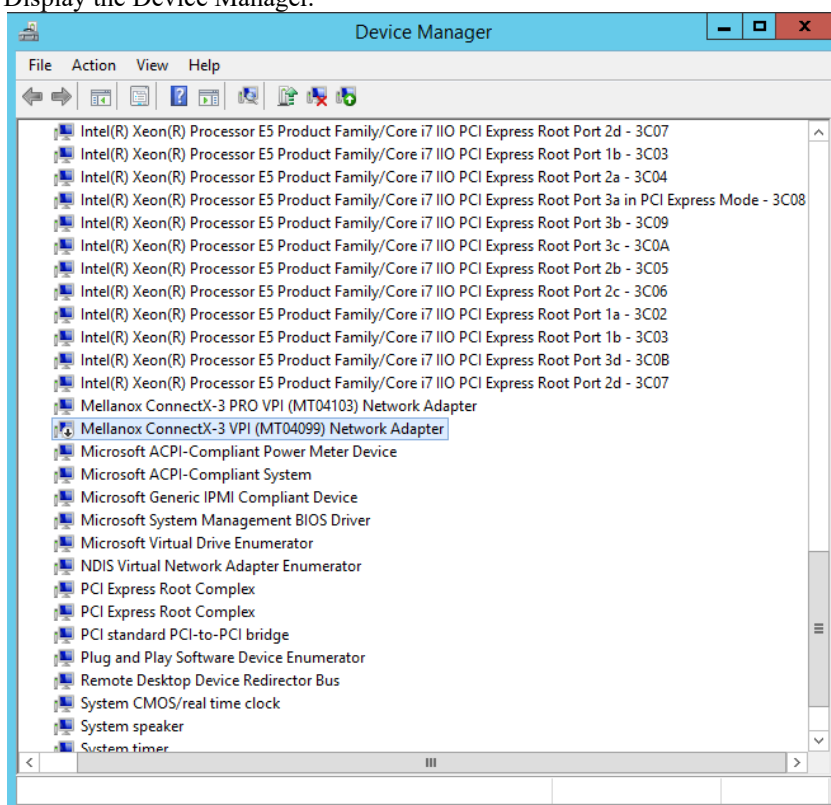 Display the Device Manager.
Device Manager
File Action View Help
Intel(R) Xeon(R) Processor E5 Product Family/Core i7 IIO PCI Express Root Port 2d - 3C07
Intel(R) Xeon(R) Processor E5 Product Family/Core i7 IIO PCI Express Root Port 1b - 3C03
Intel(R) Xeon(R) Processor E5 Product Family/Core i7 IIO PCI Express Root Port 2a - 3C04
Intel(R) Xeon(R) Processor E5 Product Family/Core i7 IIO PCI Express Root Port 3a in PCI Express Mode - 3C08
Intel(R) Xeon(R) Processor E5 Product Family/Core i7 IIO PCI Express Root Port 3b - 3C09
Intel(R) Xeon(R) Processor E5 Product Family/Core i7 IIO PCI Express Root Port 3c - 3C0A
Intel(R) Xeon(R) Processor E5 Product Family/Core i7 IIO PCI Express Root Port 2b - 3C05
Intel(R) Xeon(R) Processor E5 Product Family/Core i7 IIO PCI Express Root Port 2c - 3C06
Intel(R) Xeon(R) Processor E5 Product Family/Core i7 IIO PCI Express Root Port 1a - 3C02
Intel(R) Xeon(R) Processor E5 Product Family/Core i7 IIO PCI Express Root Port 1b - 3C03
Intel(R) Xeon(R) Processor E5 Product Family/Core i7 IIO PCI Express Root Port 3d - 3C0B
Intel(R) Xeon(R) Processor E5 Product Family/Core i7 IIO PCI Express Root Port 2d - 3C07
Mellanox ConnectX-3 PRO VPI (MT04103) Network Adapter
Mellanox ConnectX-3 VPI (MT04099) Network Adapter
Microsoft ACPI-Compliant Power Meter Device
Microsoft ACPI-Compliant System
Microsoft Generic IPMI Compliant Device
Microsoft System Management BIOS Driver
Microsoft Virtual Drive Enumerator
NDIS Virtual Network Adapter Enumerator
PCI Express Root Complex
PCI Express Root Complex
PCI standard PCI-to-PCI bridge
Plug and Play Software Device Enumerator
Remote Desktop Device Redirector Bus
System CMOS/real time clock
System speaker
System timer